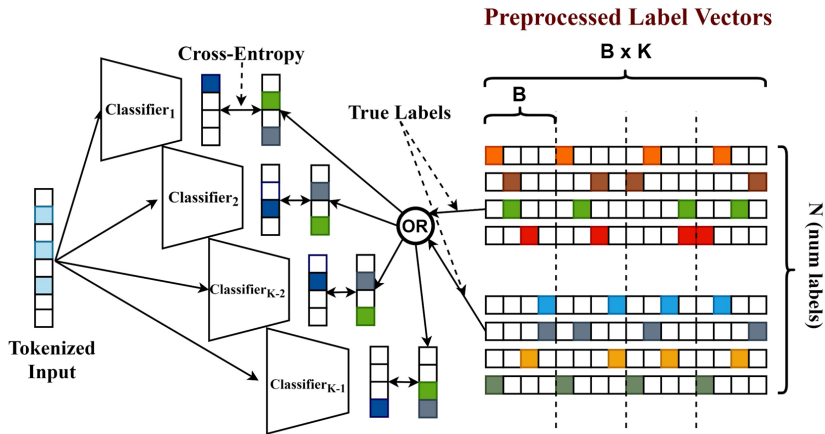 Preprocessed Label Vectors
B x K
B
Cross-Entropy
True Labels
Classifier1
Classifier2
ClassifierK-2
ClassifierK-1
OR
N (num labels)
Tokenized
Input